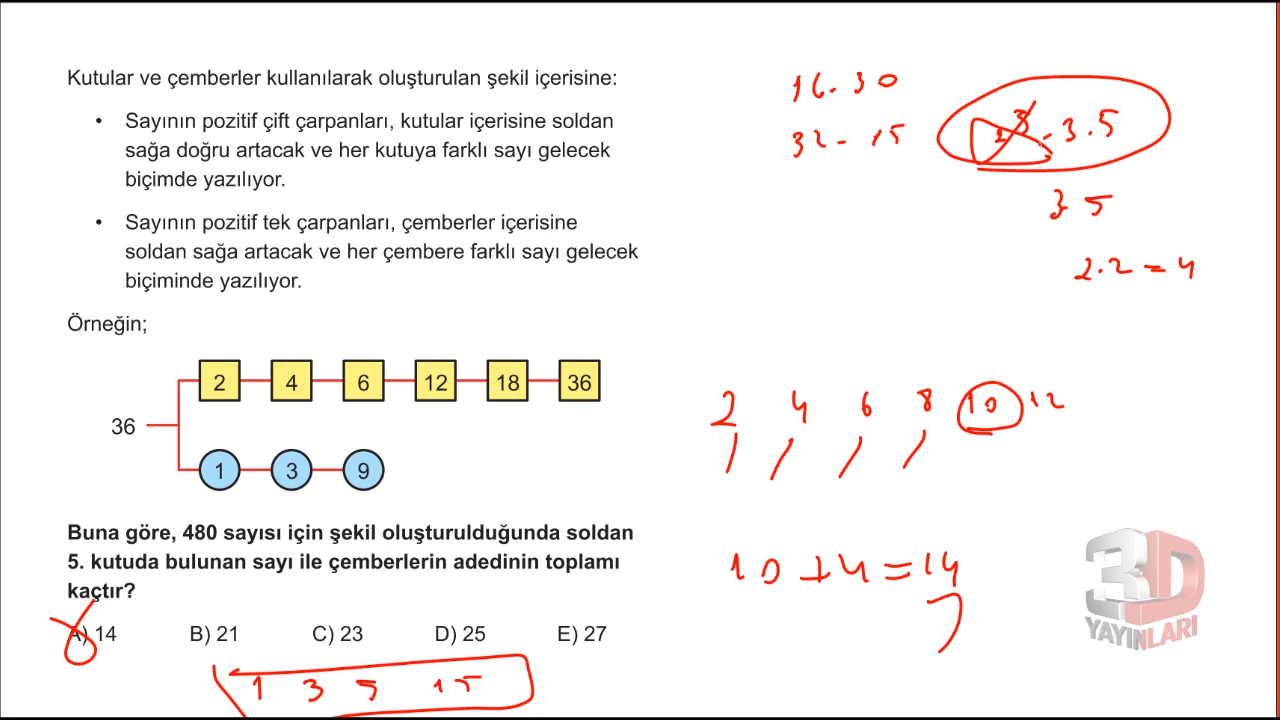 Kutular ve çemberler kullanılarak oluşturulan şekil içerisine:
• Sayının pozitif çift çarpanları, kutular içerisine soldan
sağa doğru artacak ve her kutuya farklı sayı gelecek
biçimde yazılıyor.
• Sayının pozitif tek çarpanları, çemberler içerisine
soldan sağa artacak ve her çembere farklı sayı gelecek
biçiminde yazılıyor.
Örneğin;
2 4 6 12 18 36
36
1 3 9
Buna göre, 480 sayısı için şekil oluşturulduğunda soldan
5. kutuda bulunan sayı ile çemberlerin adedinin toplamı
kaçtır?
A) 14 B) 21 C) 23 D) 25 E) 27
1 3 5 15
16.30
32-15
.3.5
3 5
2.2=4
2 4 6 8 10 12
10+4=14
3D
YAYINLARI